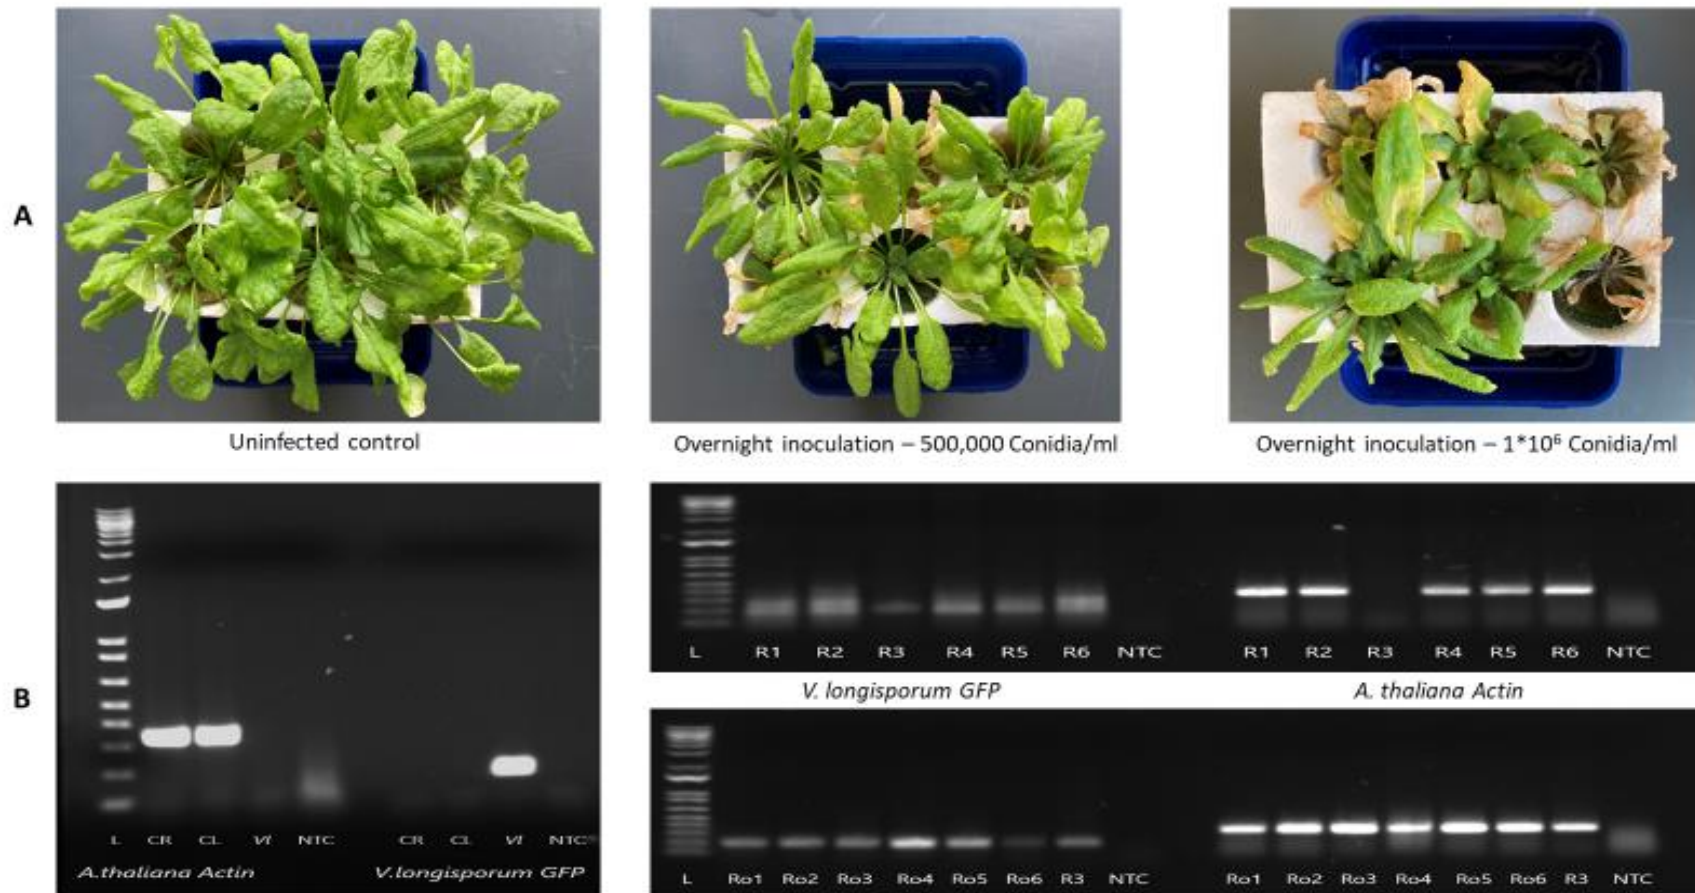 A
Uninfected control
Overnight inoculation – 500,000 Conidia/ml
Overnight inoculation – 1*10⁶ Conidia/ml
B
L CR CL Vl NTC CR CL Vl NTC
A.thaliana Actin V.longisporum GFP
L R1 R2 R3 R4 R5 R6 NTC R1 R2 R3 R4 R5 R6 NTC
V. longisporum GFP A. thaliana Actin
L Ro1 Ro2 Ro3 Ro4 Ro5 Ro6 R3 NTC Ro1 Ro2 Ro3 Ro4 Ro5 Ro6 R3 NTC